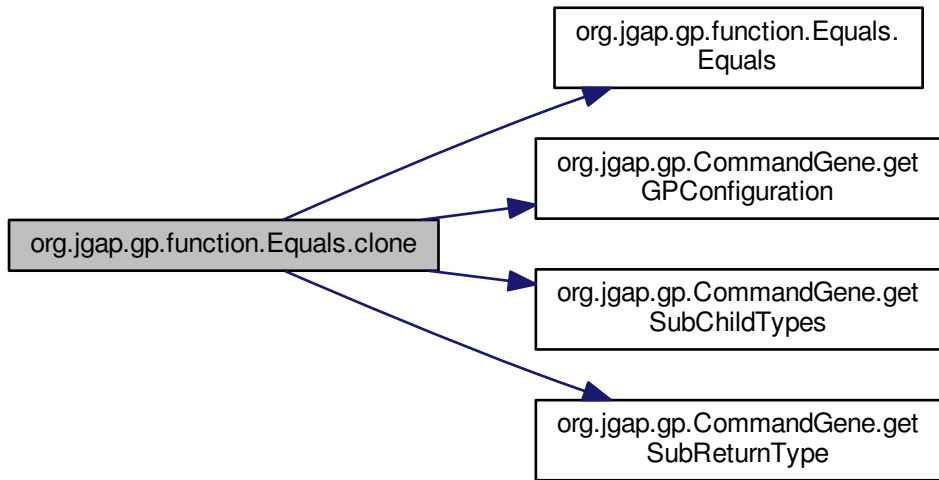 org.jgap.gp.function.Equals.
Equals
org.jgap.gp.CommandGene.get
GPConfiguration
org.jgap.gp.function.Equals.clone
org.jgap.gp.CommandGene.get
SubChildTypes
org.jgap.gp.CommandGene.get
SubReturnType